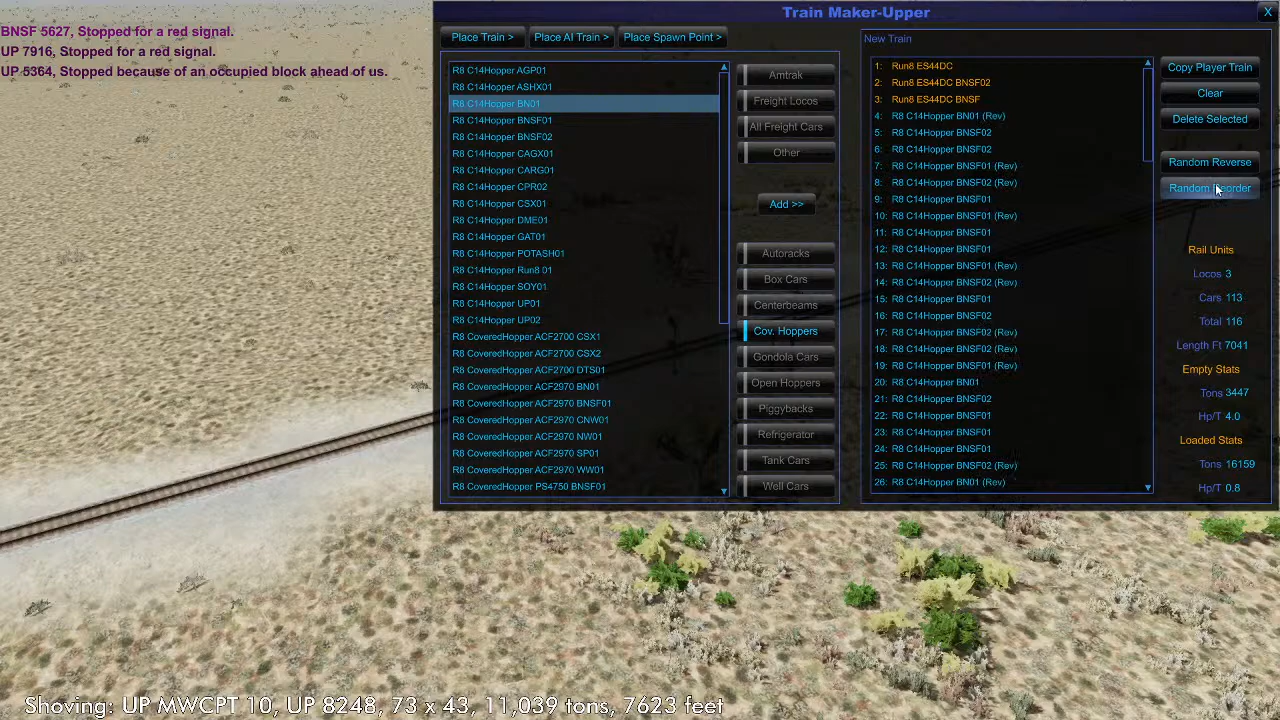 Train Maker-Upper
X
BNSF 5627, Stopped for a red signal.
UP 7916, Stopped for a red signal.
UP 5364, Stopped because of an occupied block ahead of us.
Place Train >
Place AI Train >
Place Spawn Point >
R8 C14Hopper AGP01
R8 C14Hopper ASHX01
R8 C14Hopper BN01
R8 C14Hopper BNSF01
R8 C14Hopper BNSF02
R8 C14Hopper CAGX01
R8 C14Hopper CARG01
R8 C14Hopper CPR02
R8 C14Hopper CSX01
R8 C14Hopper DME01
R8 C14Hopper GAT01
R8 C14Hopper POTASH01
R8 C14Hopper Run8 01
R8 C14Hopper SOY01
R8 C14Hopper UP01
R8 C14Hopper UP02
R8 CoveredHopper ACF2700 CSX1
R8 CoveredHopper ACF2700 CSX2
R8 CoveredHopper ACF2700 DTS01
R8 CoveredHopper ACF2970 BN01
R8 CoveredHopper ACF2970 BNSF01
R8 CoveredHopper ACF2970 CNW01
R8 CoveredHopper ACF2970 NW01
R8 CoveredHopper ACF2970 SP01
R8 CoveredHopper ACF2970 WW01
R8 CoveredHopper PS4750 BNSF01
Amtrak
Freight Locos
All Freight Cars
Other
Add >>
Autoracks
Box Cars
Centerbeams
Cov. Hoppers
Gondola Cars
Open Hoppers
Piggybacks
Refrigerator
Tank Cars
Well Cars
New Train
1: Run8 ES44DC
2: Run8 ES44DC BNSF02
3: Run8 ES44DC BNSF
4: R8 C14Hopper BN01 (Rev)
5: R8 C14Hopper BNSF02
6: R8 C14Hopper BNSF02
7: R8 C14Hopper BNSF01 (Rev)
8: R8 C14Hopper BNSF02 (Rev)
9: R8 C14Hopper BNSF01
10: R8 C14Hopper BNSF01 (Rev)
11: R8 C14Hopper BNSF01
12: R8 C14Hopper BNSF01
13: R8 C14Hopper BNSF01 (Rev)
14: R8 C14Hopper BNSF02 (Rev)
15: R8 C14Hopper BNSF01
16: R8 C14Hopper BNSF02
17: R8 C14Hopper BNSF02 (Rev)
18: R8 C14Hopper BNSF02 (Rev)
19: R8 C14Hopper BNSF01 (Rev)
20: R8 C14Hopper BN01
21: R8 C14Hopper BNSF02
22: R8 C14Hopper BNSF01
23: R8 C14Hopper BNSF01
24: R8 C14Hopper BNSF01
25: R8 C14Hopper BNSF02 (Rev)
26: R8 C14Hopper BN01 (Rev)
Copy Player Train
Clear
Delete Selected
Random Reverse
Random Reorder
Rail Units
Locos 3
Cars 113
Total 116
Length Ft 7041
Empty Stats
Tons 3447
Hp/T 4.0
Loaded Stats
Tons 16159
Hp/T 0.8
Shoving: UP MWCPT 10, UP 8248, 73 x 43, 11,039 tons, 7623 feet